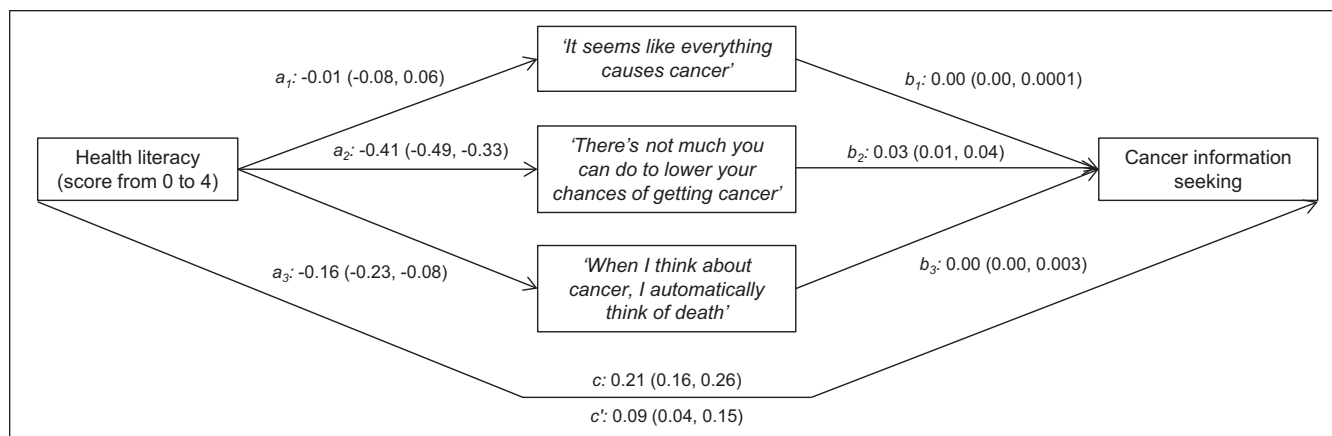 ‘It seems like everything
causes cancer’
a1: -0.01 (-0.08, 0.06)
b1: 0.00 (0.00, 0.0001)
Health literacy
(score from 0 to 4)
a2: -0.41 (-0.49, -0.33)
‘There’s not much you
can do to lower your
chances of getting cancer’
b2: 0.03 (0.01, 0.04)
Cancer information
seeking
a3: -0.16 (-0.23, -0.08)
‘When I think about
cancer, I automatically
think of death’
b3: 0.00 (0.00, 0.003)
c: 0.21 (0.16, 0.26)
c': 0.09 (0.04, 0.15)